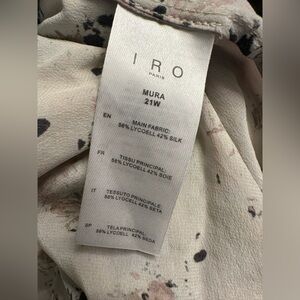 IRO
PARIS
MURA
21W
EN
MAIN FABRIC:
58% LYOCELL 42% SILK
FR
TISSU PRINCIPAL:
58% LYOCELL 42% SOIE
IT
TESSUTO PRINCIPALE:
58% LYOCELL 42% SETA
SP
TELA PRINCIPAL:
58% LYOCELL 42% SEDA